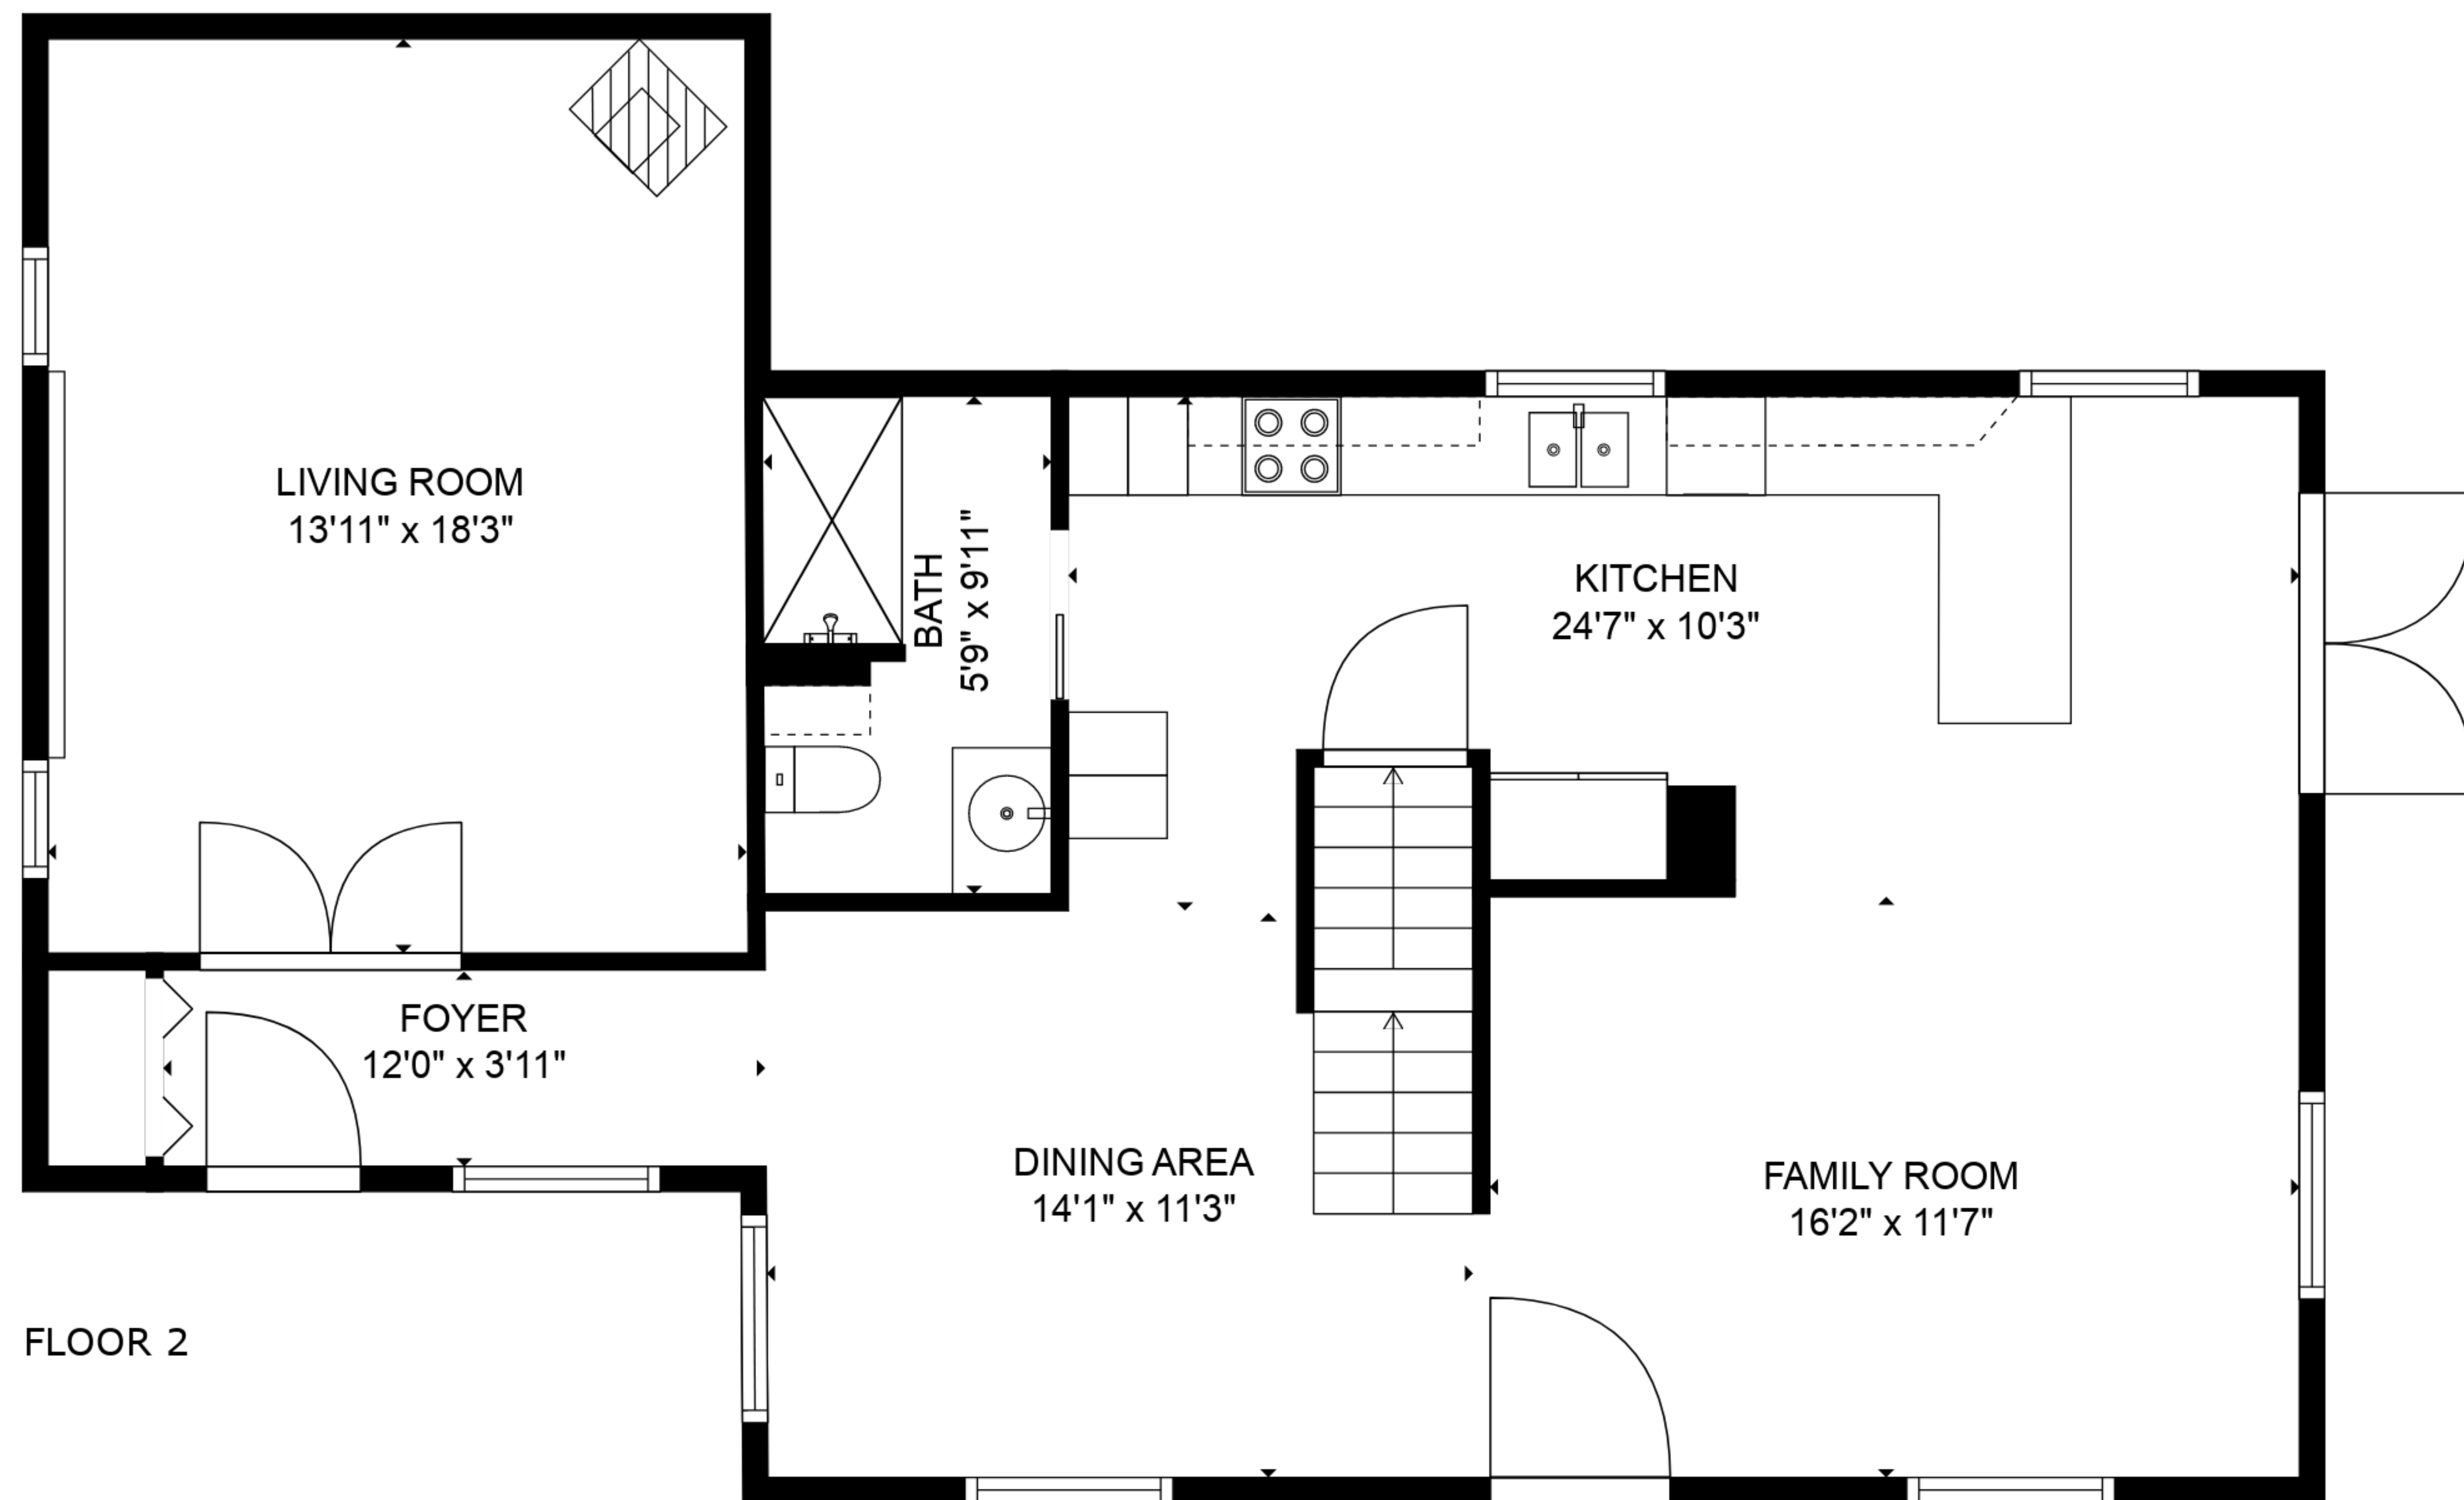 LIVING ROOM
13'11" x 18'3"
BATH
5'9" x 9'11"
KITCHEN
24'7" x 10'3"
FOYER
12'0" x 3'11"
DINING AREA
14'1" x 11'3"
FAMILY ROOM
16'2" x 11'7"
FLOOR 2